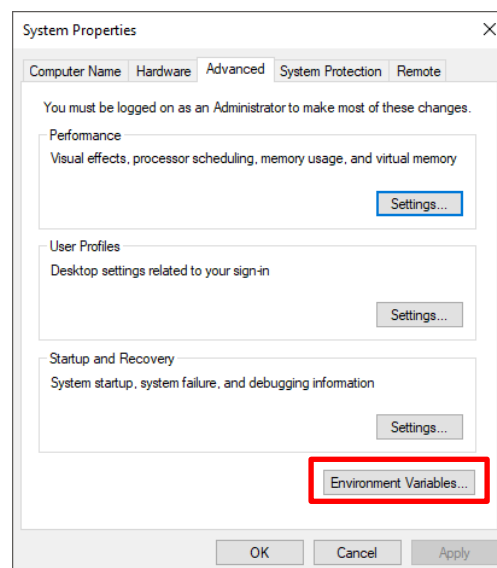 System Properties
Computer Name Hardware Advanced System Protection Remote
You must be logged on as an Administrator to make most of these changes.
Performance
Visual effects, processor scheduling, memory usage, and virtual memory
Settings...
User Profiles
Desktop settings related to your sign-in
Settings...
Startup and Recovery
System startup, system failure, and debugging information
Settings...
Environment Variables...
OK Cancel Apply